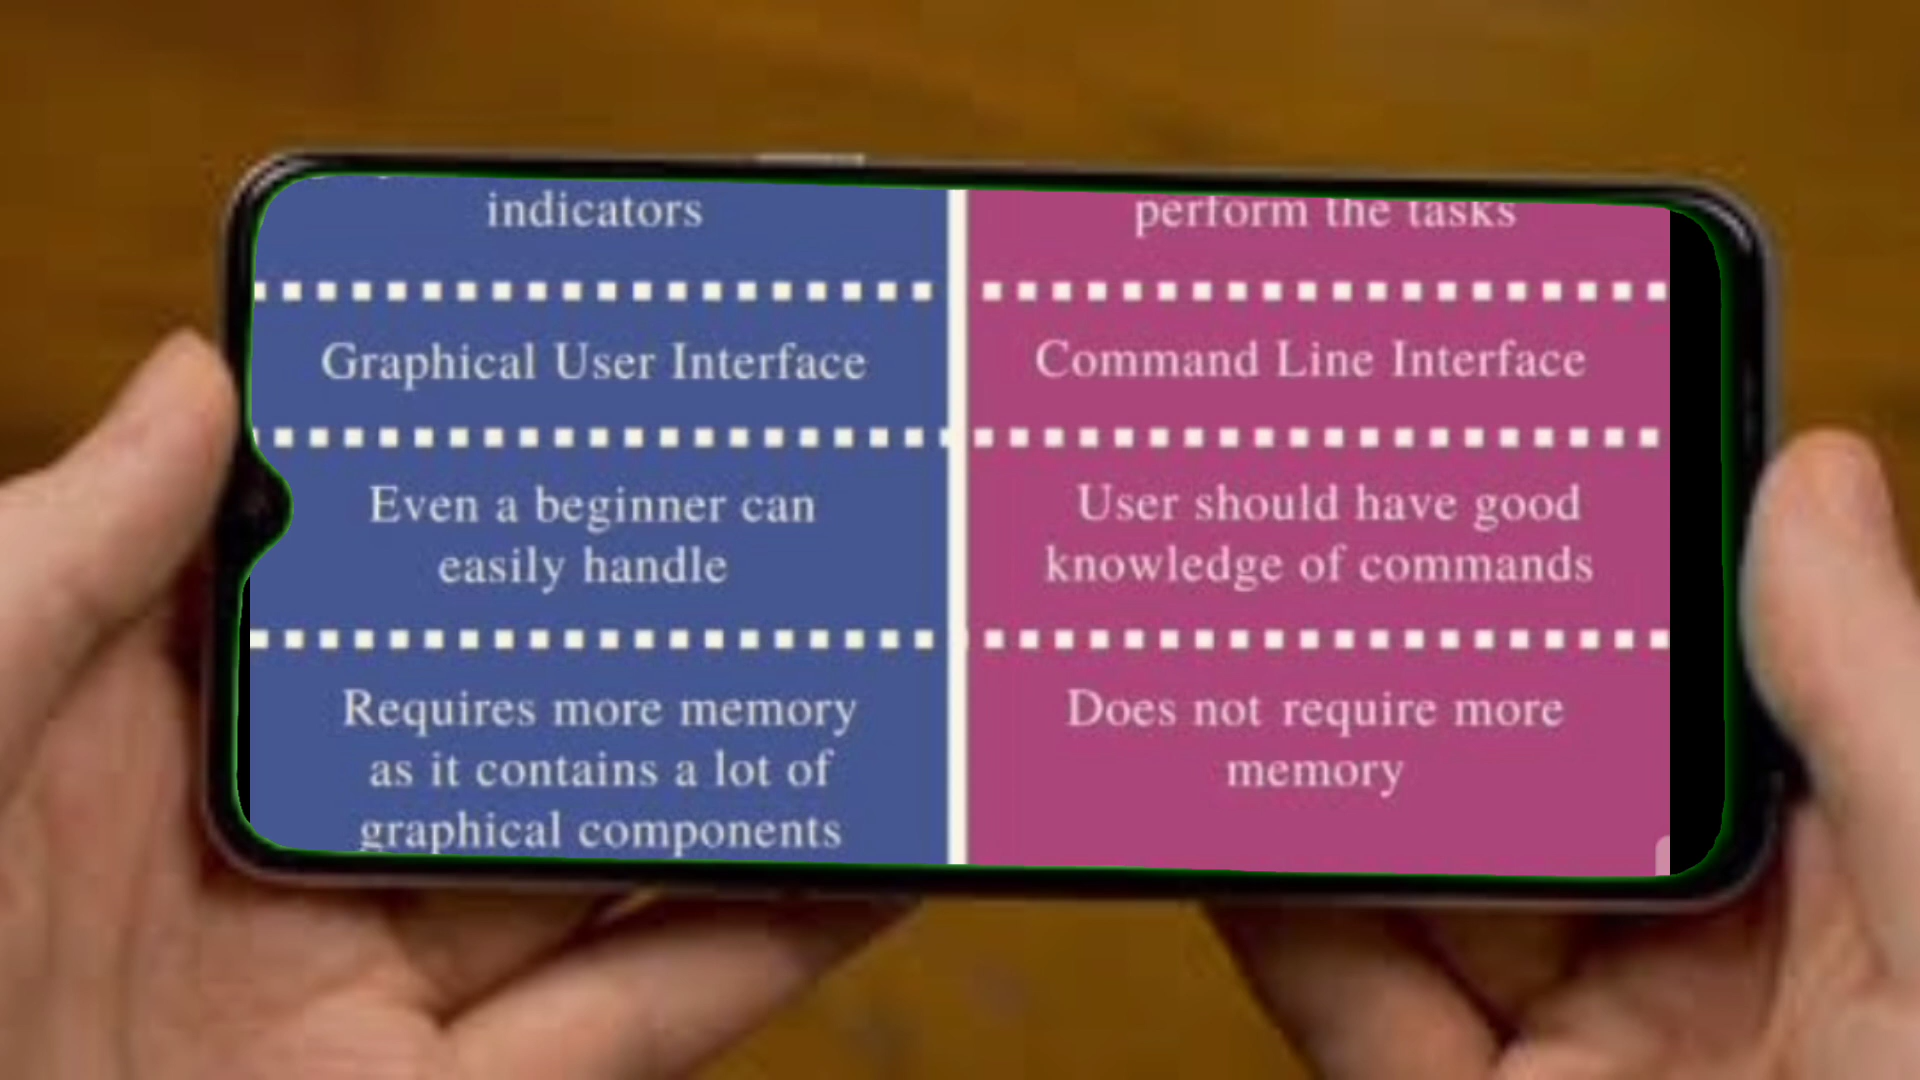 indicators
perform the tasks
Graphical User Interface
Command Line Interface
Even a beginner can
easily handle
User should have good
knowledge of commands
Requires more memory
as it contains a lot of
graphical components
Does not require more
memory